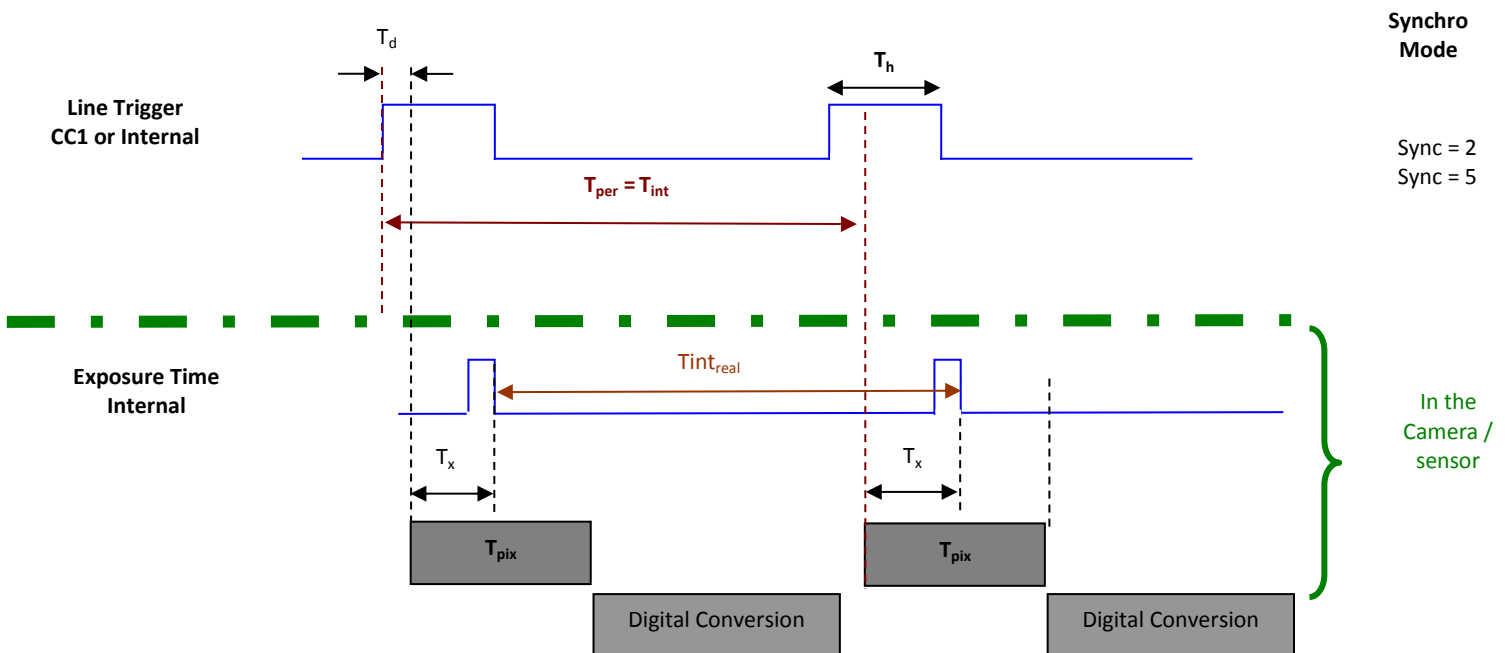 Synchro
Mode
T_d
T_h
Line Trigger
CC1 or Internal
Sync = 2
Sync = 5
T_per = T_int
Exposure Time
Internal
Tint_real
In the
Camera /
sensor
T_x
T_x
T_pix
T_pix
Digital Conversion
Digital Conversion